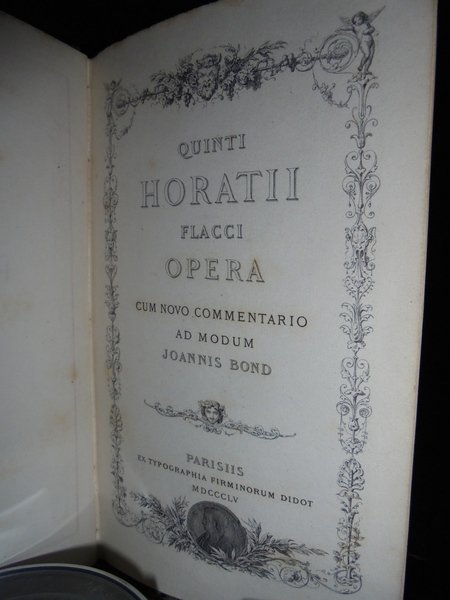 QUINTI
HORATII
FLACCI
OPERA
CUM NOVO COMMENTARIO
AD MODUM
JOANNIS BOND
PARISIIS
EX TYPOGRAPHIA FIRMINORUM DIDOT
MDCCCLV